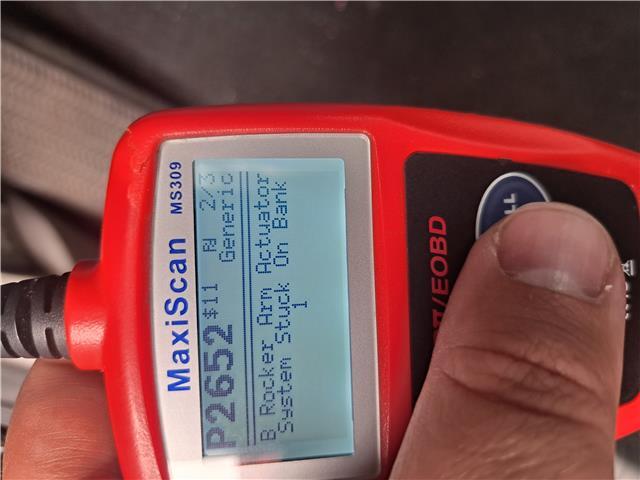 MaxiScan MS309
P2652 $11 2/3
Generic
B Rocker Arm Actuator
System Stuck On Bank
1
/EOBD